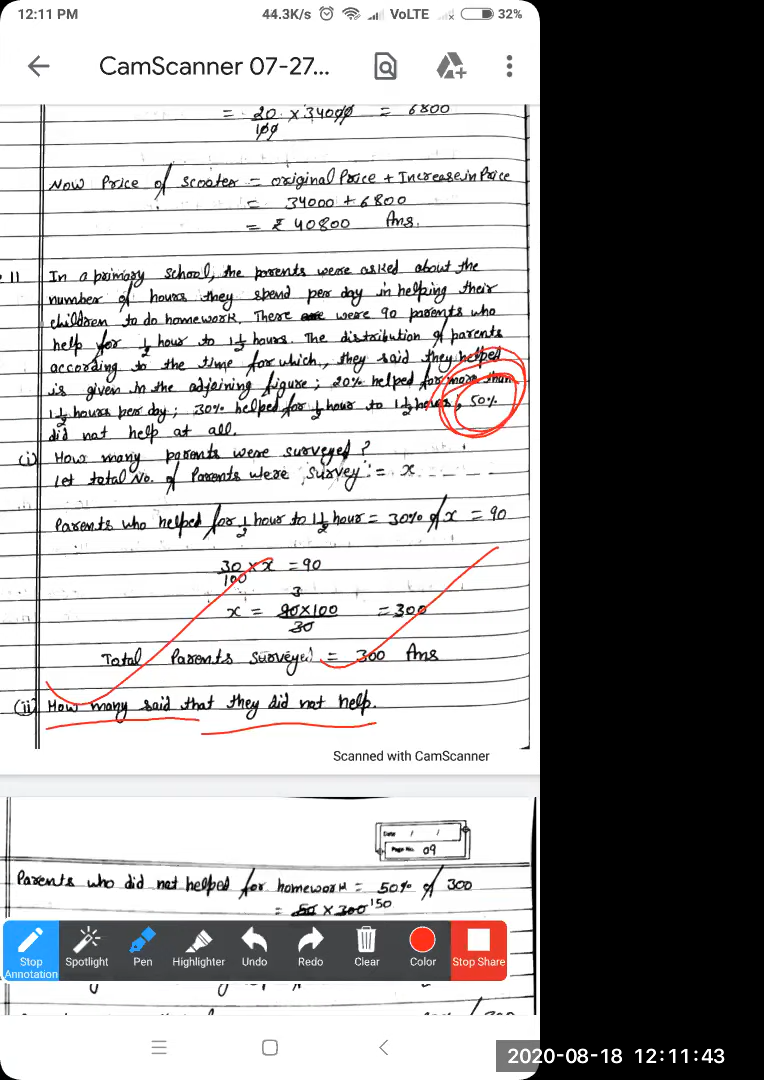 12:11 PM 44.3K/s VoLTE 32%
CamScanner 07-27...
= 20/100 × 34000 = 6800
Now Price of Scooter = original Price + Increase in Price
= 34000 + 6800
= ₹ 40800 Ans.
11 In a primary school, the parents were asked about the
number of hours they spend per day in helping their
children to do homework. There were 90 parents who
help for 1/2 hour to 1 1/2 hours. The distribution of parents
according to the time for which, they said they helped
is given in the adjoining figure; 20% helped for more than
1 1/2 hours per day; 30% helped for 1/2 hour to 1 1/2 hours; 50%
did not help at all.
(i) How many parents were surveyed?
Let total No. of Parents were survey = x
Parents who helped for 1/2 hour to 1 1/2 hour = 30% of x = 90
30/100 × x = 90
3
x = 90×100/30 = 300
Total Parents Surveyed = 300 Ans
(ii) How many said that they did not help.
Scanned with CamScanner
Date / /
Page No. 09
Parents who did not helped for homework = 50% of 300
= 50 × 300 150
Stop Annotation Spotlight Pen Highlighter Undo Redo Clear Color Stop Share
2020-08-18 12:11:43